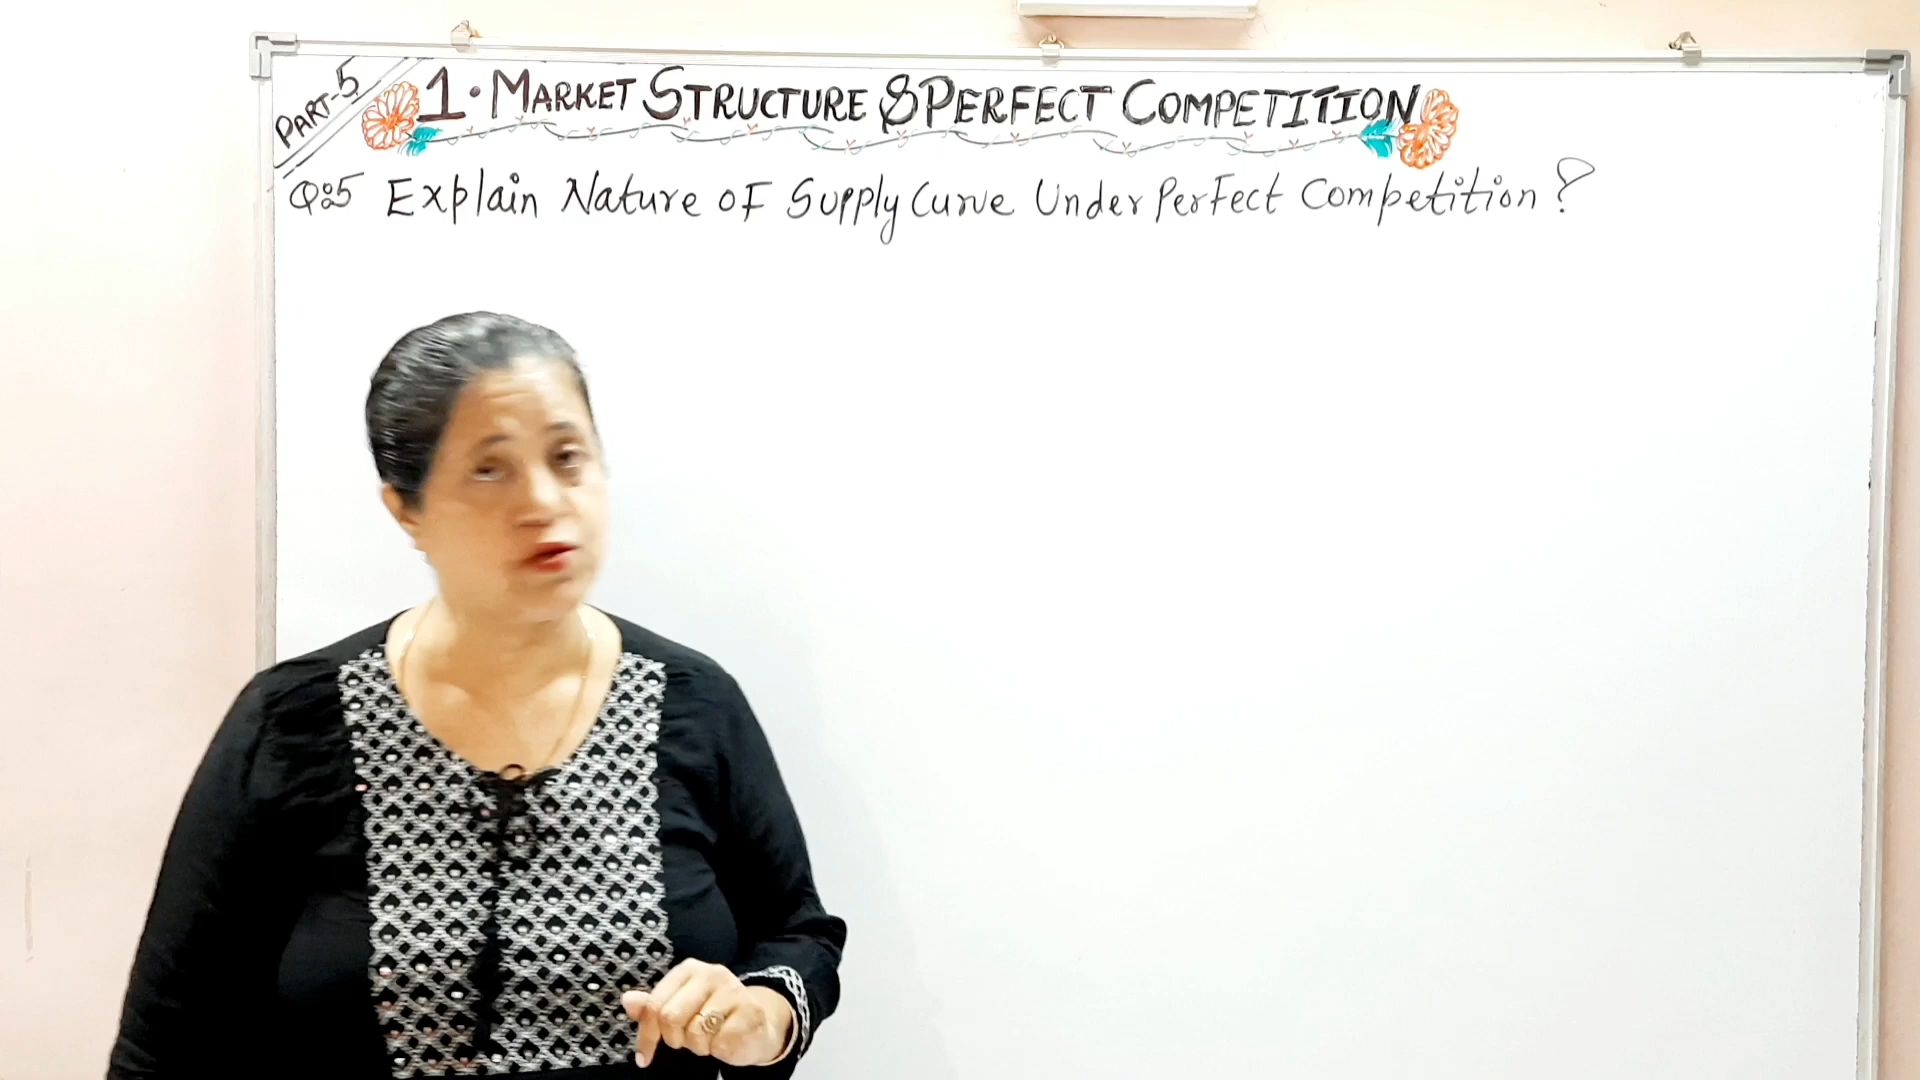 PART-5
1. MARKET STRUCTURE & PERFECT COMPETITION
Q:5 Explain Nature of Supply Curve Under Perfect Competition?